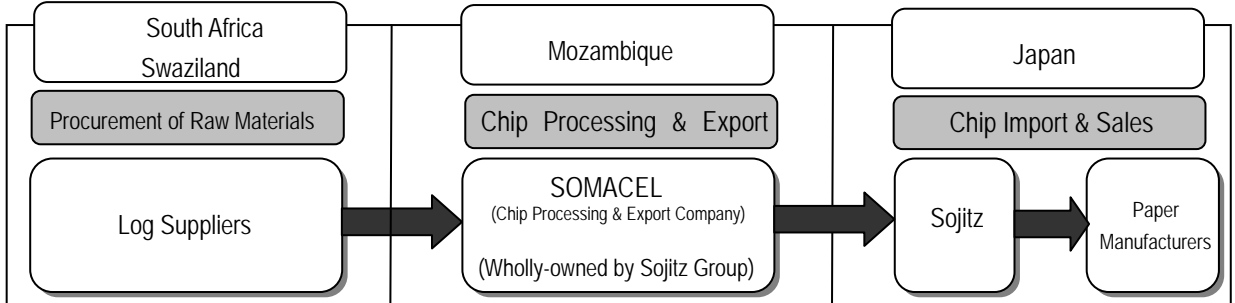 South Africa
Swaziland
Mozambique
Japan
Procurement of Raw Materials
Chip Processing & Export
Chip Import & Sales
Log Suppliers
SOMACEL
(Chip Processing & Export Company)
(Wholly-owned by Sojitz Group)
Sojitz
Paper
Manufacturers